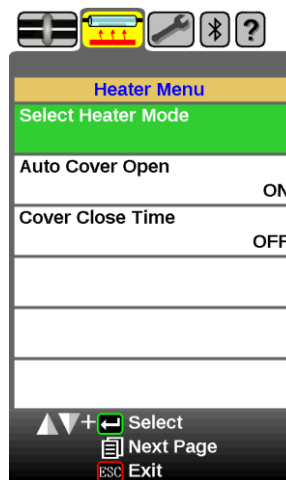 ?
Heater Menu
Select Heater Mode
Auto Cover Open
ON
Cover Close Time
OFF
+ Select
Next Page
ESC Exit